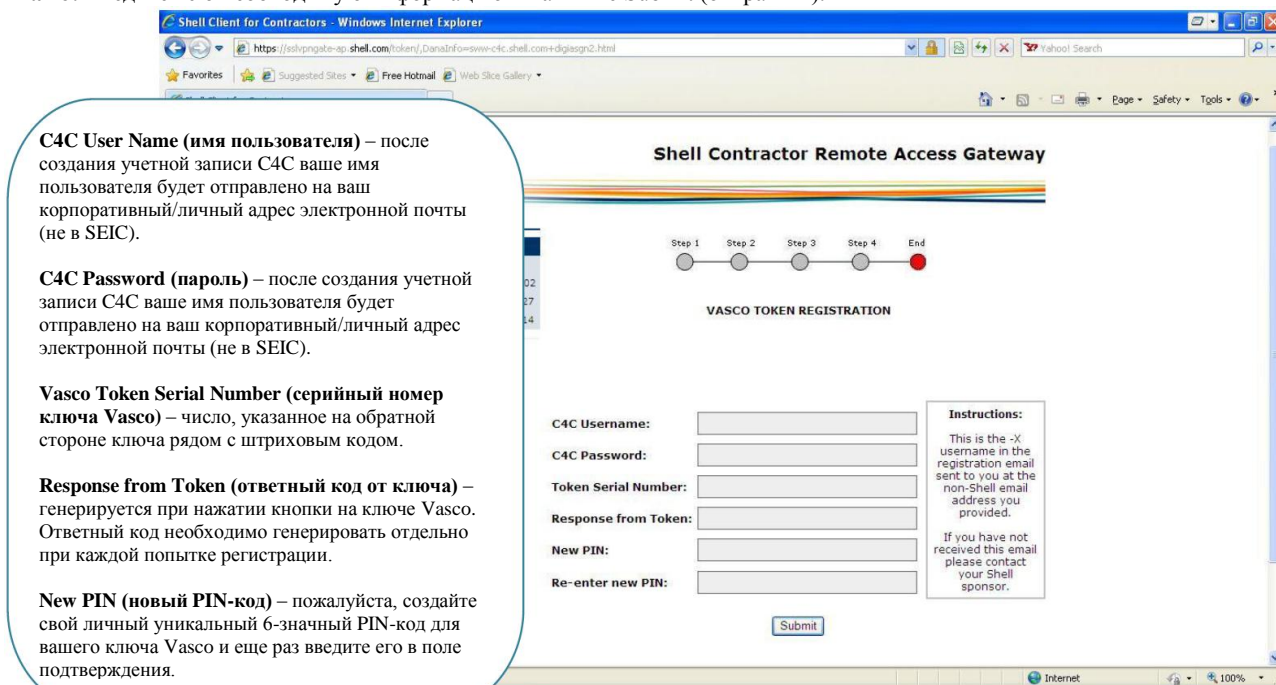 Shell Client for Contractors - Windows Internet Explorer
https://sslvpngate-ap.shell.com/token/,DanaInfo=sww-c4c.shell.com+digiasgn2.html
Yahoo! Search
Favorites
Suggested Sites
Free Hotmail
Web Slice Gallery
Page
Safety
Tools
C4C User Name (имя пользователя) – после
создания учетной записи C4C ваше имя
пользователя будет отправлено на ваш
корпоративный/личный адрес электронной почты
(не в SEIC).
C4C Password (пароль) – после создания учетной
записи C4C ваше имя пользователя будет
отправлено на ваш корпоративный/личный адрес
электронной почты (не в SEIC).
Vasco Token Serial Number (серийный номер
ключа Vasco) – число, указанное на обратной
стороне ключа рядом с штриховым кодом.
Response from Token (ответный код от ключа) –
генерируется при нажатии кнопки на ключе Vasco.
Ответный код необходимо генерировать отдельно
при каждой попытке регистрации.
New PIN (новый PIN-код) – пожалуйста, создайте
свой личный уникальный 6-значный PIN-код для
вашего ключа Vasco и еще раз введите его в поле
подтверждения.
Shell Contractor Remote Access Gateway
Step 1 Step 2 Step 3 Step 4 End
02
27
14
VASCO TOKEN REGISTRATION
C4C Username:
C4C Password:
Token Serial Number:
Response from Token:
New PIN:
Re-enter new PIN:
Submit
Instructions:
This is the -X
username in the
registration email
sent to you at the
non-Shell email
address you
provided.
If you have not
received this email
please contact
your Shell
sponsor.
Internet
100%